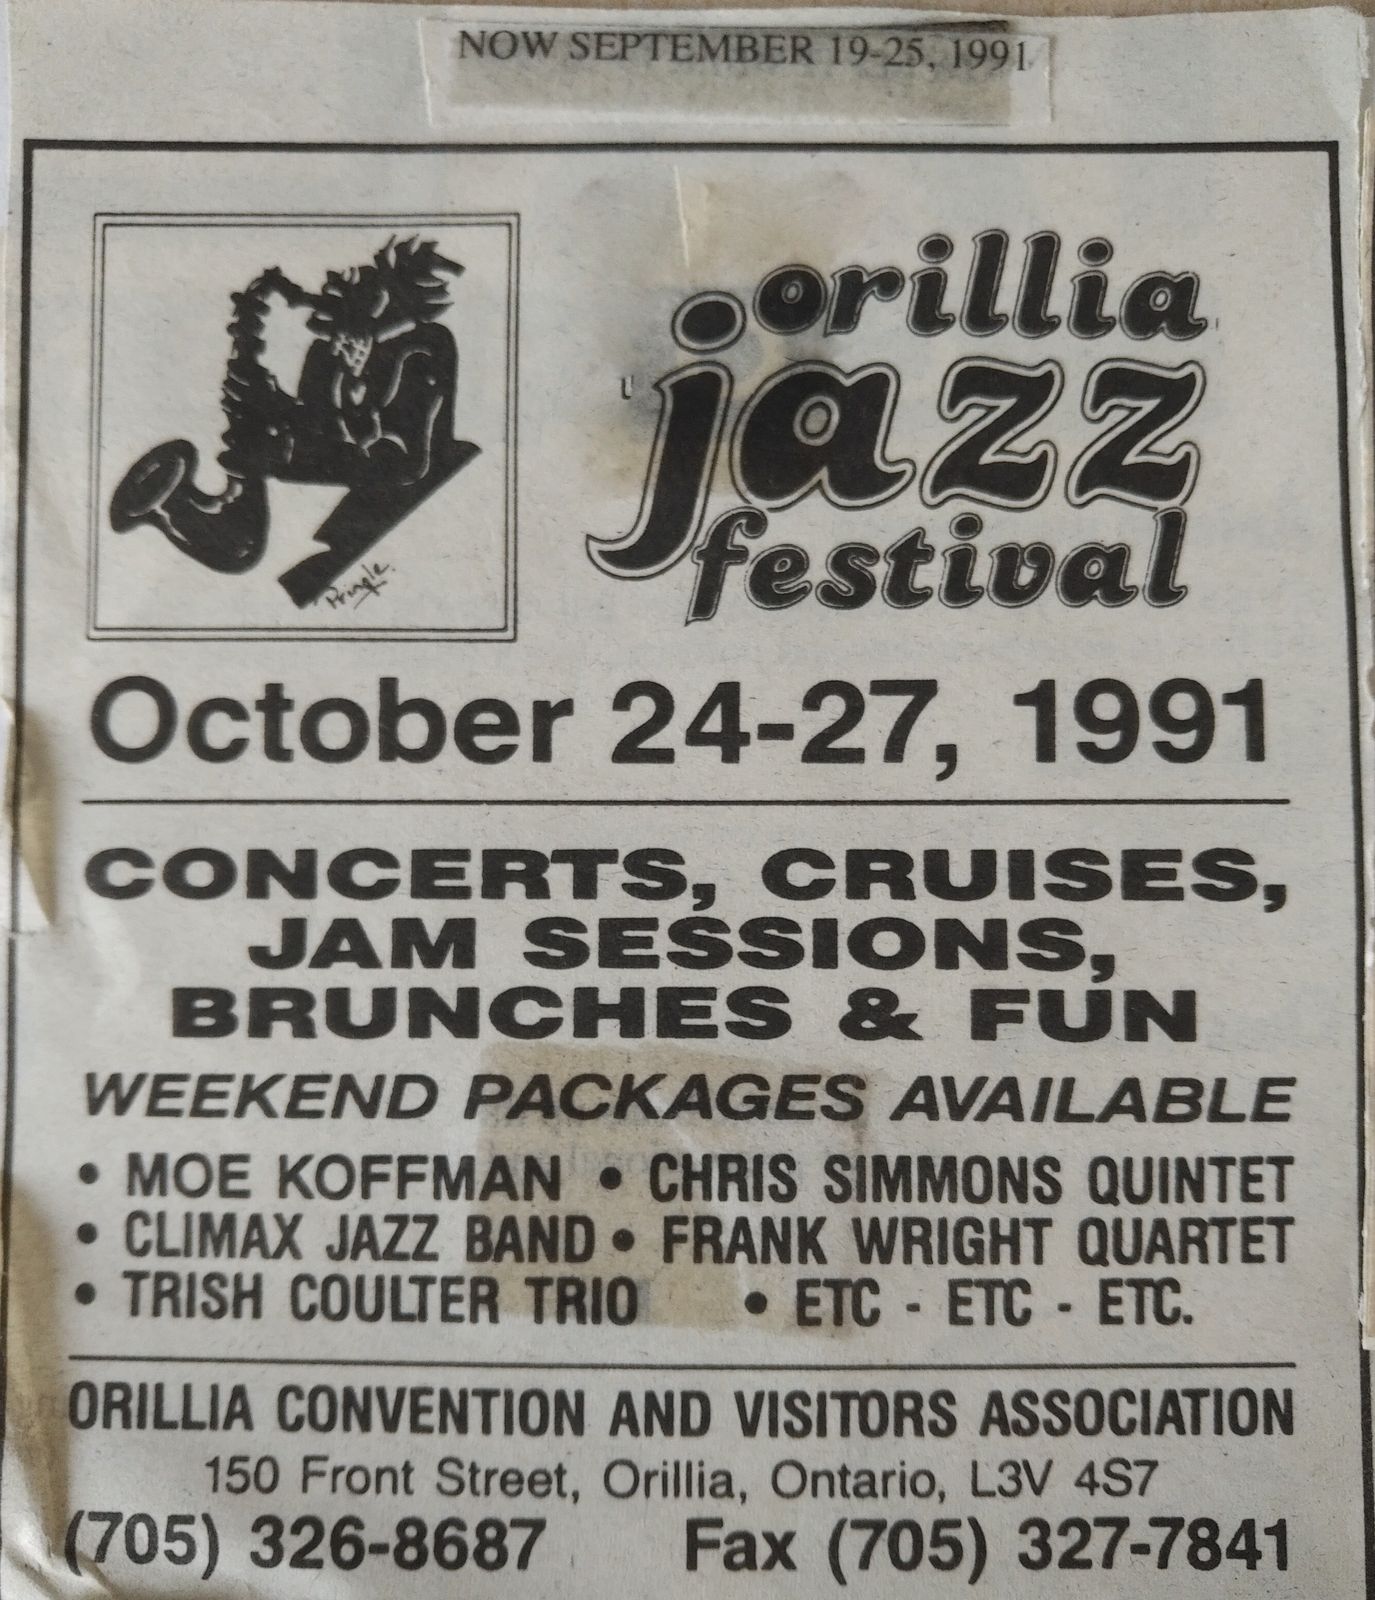 NOW SEPTEMBER 19-25, 1991
orillia
jazz
festival
Pringle.
October 24-27, 1991
CONCERTS, CRUISES,
JAM SESSIONS,
BRUNCHES & FUN
WEEKEND PACKAGES AVAILABLE
• MOE KOFFMAN • CHRIS SIMMONS QUINTET
• CLIMAX JAZZ BAND • FRANK WRIGHT QUARTET
• TRISH COULTER TRIO • ETC - ETC - ETC.
ORILLIA CONVENTION AND VISITORS ASSOCIATION
150 Front Street, Orillia, Ontario, L3V 4S7
(705) 326-8687 Fax (705) 327-7841